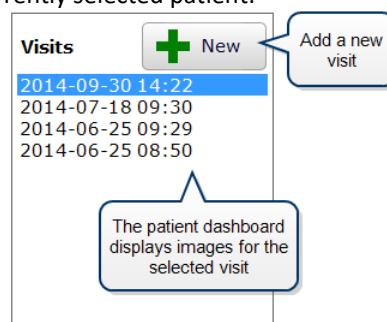 rently selected patient.
Visits
New
Add a new
visit
2014-09-30 14:22
2014-07-18 09:30
2014-06-25 09:29
2014-06-25 08:50
The patient dashboard
displays images for the
selected visit